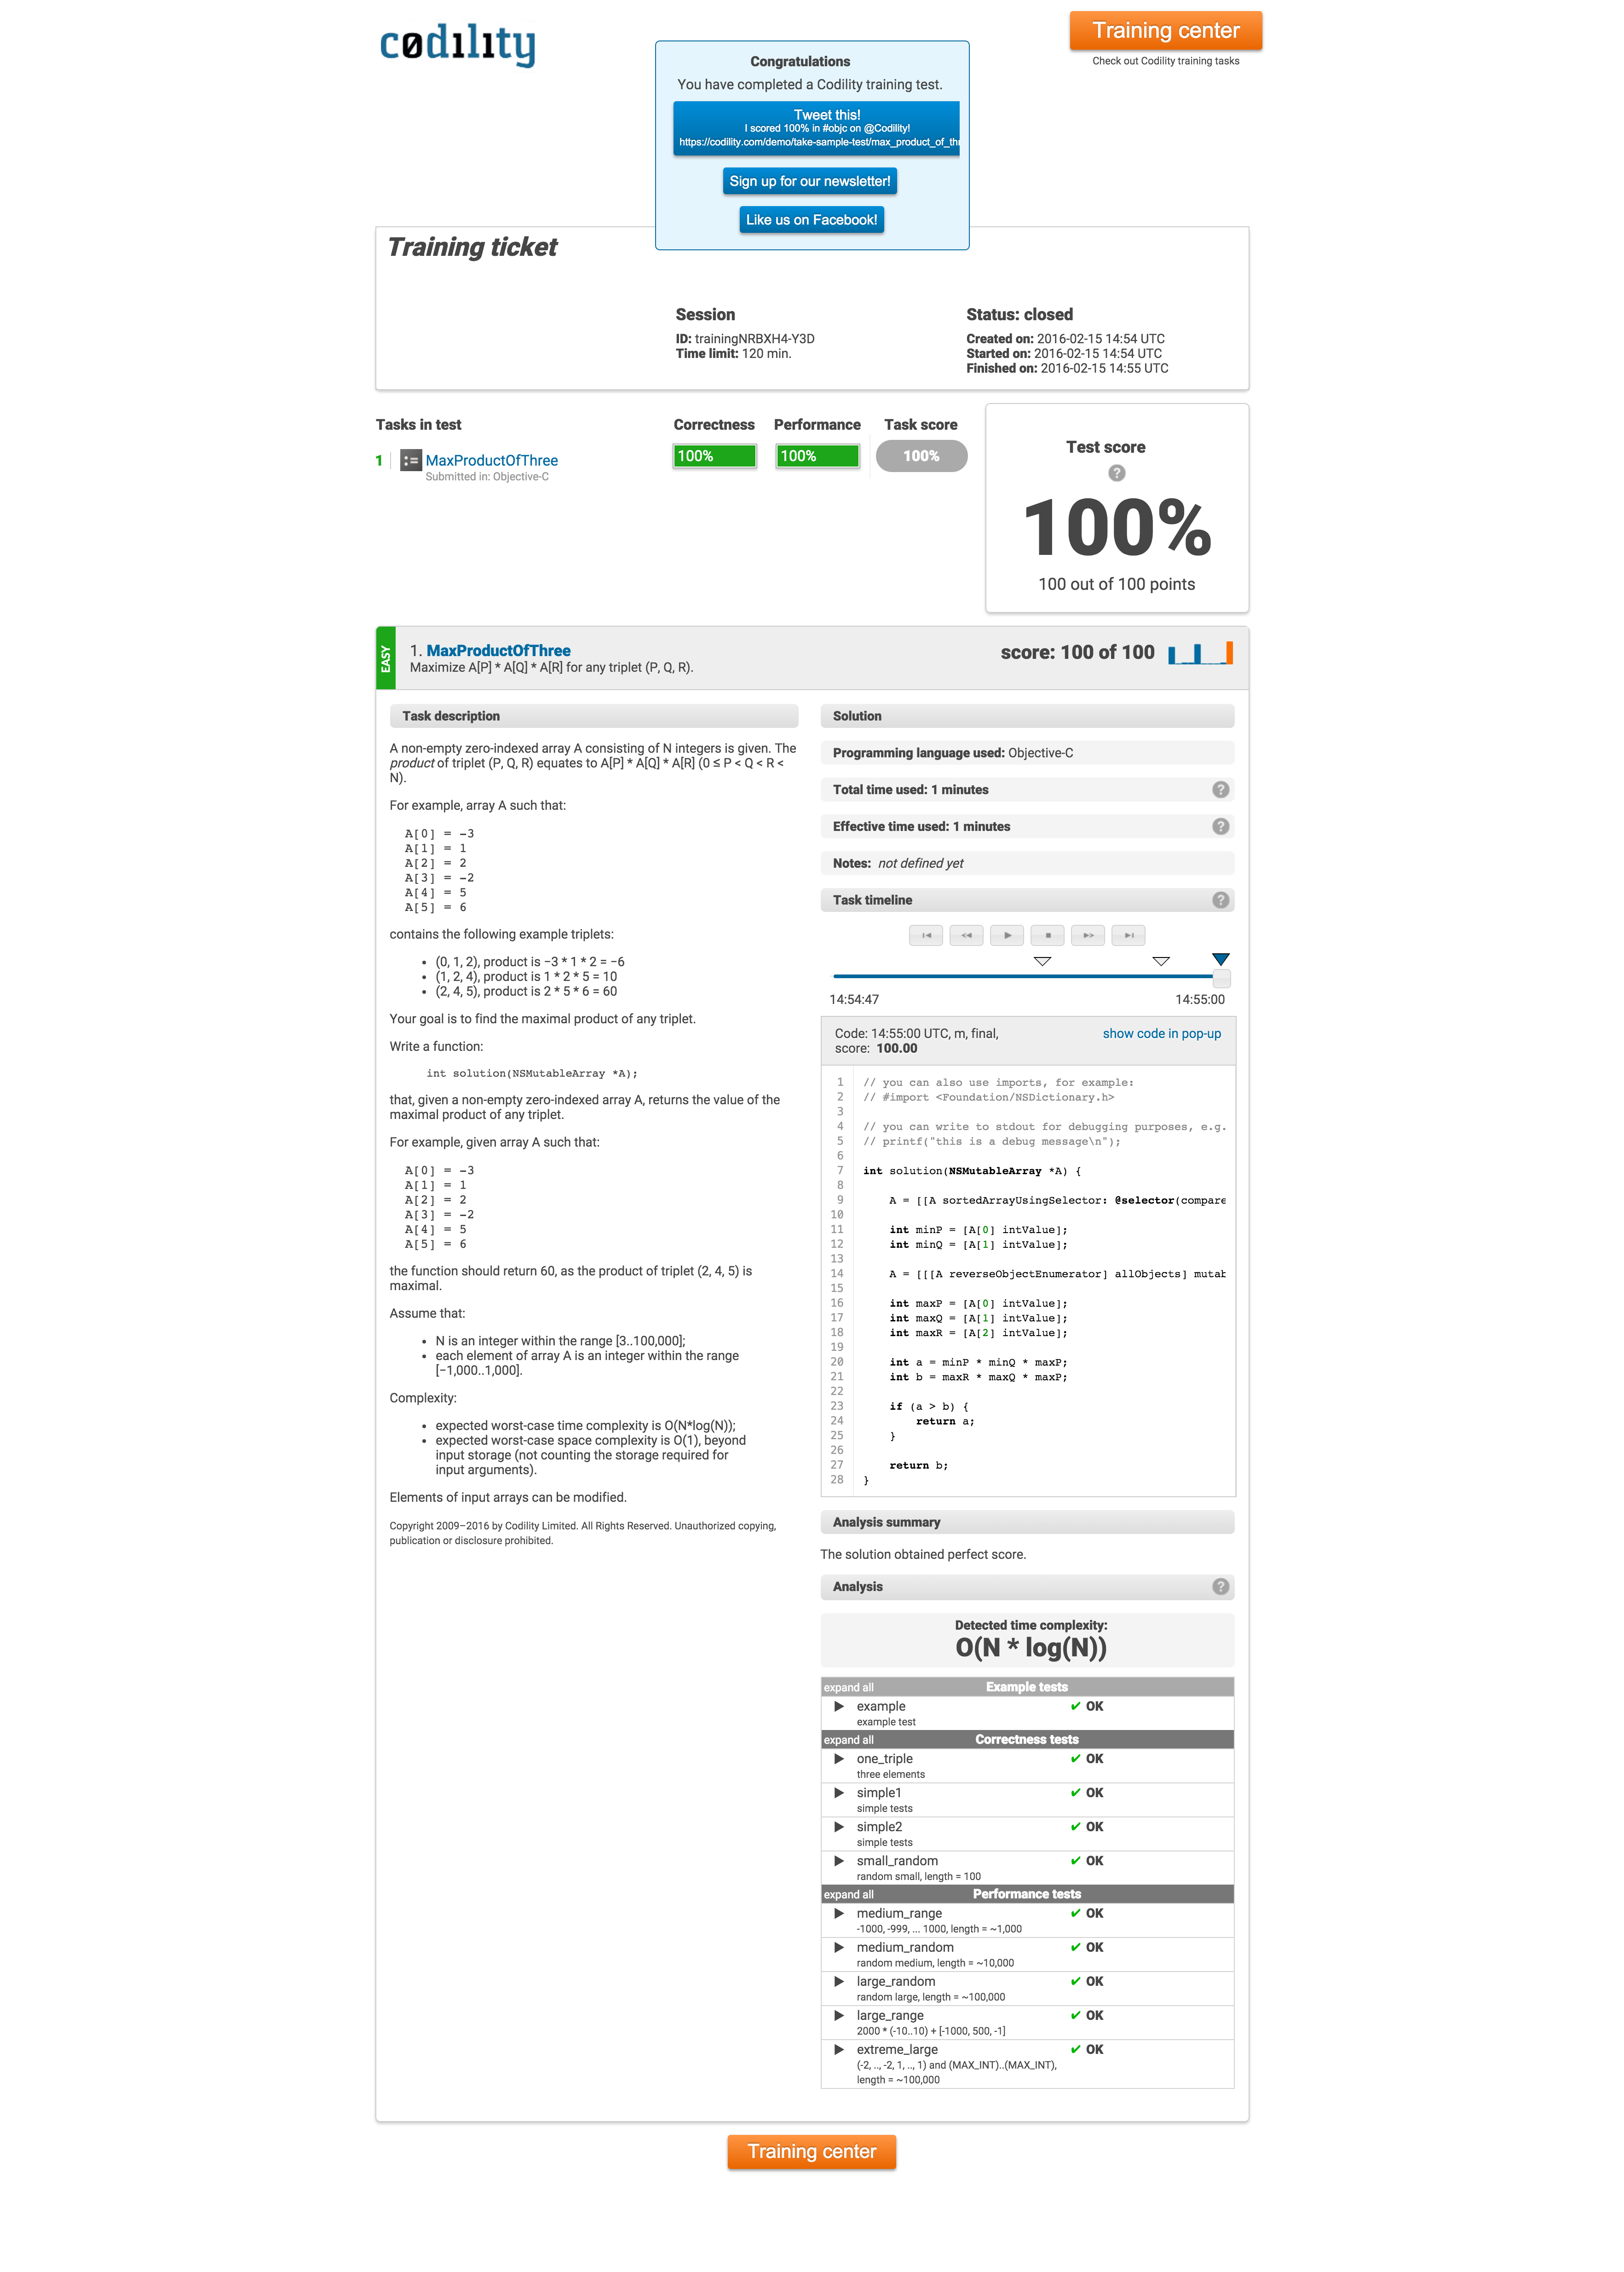 codility
Training center
Check out Codility training tasks
Congratulations
You have completed a Codility training test.
Tweet this!
I scored 100% in #objc on @Codility!
https://codility.com/demo/take-sample-test/max_product_of_thr
Sign up for our newsletter!
Like us on Facebook!
Training ticket
Session
ID: trainingNRBXH4-Y3D
Time limit: 120 min.
Status: closed
Created on: 2016-02-15 14:54 UTC
Started on: 2016-02-15 14:54 UTC
Finished on: 2016-02-15 14:55 UTC
Tasks in test
Correctness
Performance
Task score
1
MaxProductOfThree
Submitted in: Objective-C
100%
100%
100%
Test score
?
100%
100 out of 100 points
EASY
1. MaxProductOfThree
Maximize A[P] * A[Q] * A[R] for any triplet (P, Q, R).
score: 100 of 100
Task description
A non-empty zero-indexed array A consisting of N integers is given. The
product of triplet (P, Q, R) equates to A[P] * A[Q] * A[R] (0 ≤ P < Q < R <
N).
For example, array A such that:
A[0] = -3
A[1] = 1
A[2] = 2
A[3] = -2
A[4] = 5
A[5] = 6
contains the following example triplets:
• (0, 1, 2), product is −3 * 1 * 2 = −6
• (1, 2, 4), product is 1 * 2 * 5 = 10
• (2, 4, 5), product is 2 * 5 * 6 = 60
Your goal is to find the maximal product of any triplet.
Write a function:
int solution(NSMutableArray *A);
that, given a non-empty zero-indexed array A, returns the value of the
maximal product of any triplet.
For example, given array A such that:
A[0] = -3
A[1] = 1
A[2] = 2
A[3] = -2
A[4] = 5
A[5] = 6
the function should return 60, as the product of triplet (2, 4, 5) is
maximal.
Assume that:
• N is an integer within the range [3..100,000];
• each element of array A is an integer within the range
[−1,000..1,000].
Complexity:
• expected worst-case time complexity is O(N*log(N));
• expected worst-case space complexity is O(1), beyond
input storage (not counting the storage required for
input arguments).
Elements of input arrays can be modified.
Copyright 2009–2016 by Codility Limited. All Rights Reserved. Unauthorized copying,
publication or disclosure prohibited.
Solution
Programming language used: Objective-C
Total time used: 1 minutes ?
Effective time used: 1 minutes ?
Notes: not defined yet
Task timeline ?
14:54:47
14:55:00
Code: 14:55:00 UTC, m, final,
score: 100.00
show code in pop-up
1 // you can also use imports, for example:
2 // #import <Foundation/NSDictionary.h>
3
4 // you can write to stdout for debugging purposes, e.g.
5 // printf("this is a debug message\n");
6
7 int solution(NSMutableArray *A) {
8
9 A = [[A sortedArrayUsingSelector: @selector(compare
10
11 int minP = [A[0] intValue];
12 int minQ = [A[1] intValue];
13
14 A = [[[A reverseObjectEnumerator] allObjects] mutab
15
16 int maxP = [A[0] intValue];
17 int maxQ = [A[1] intValue];
18 int maxR = [A[2] intValue];
19
20 int a = minP * minQ * maxP;
21 int b = maxR * maxQ * maxP;
22
23 if (a > b) {
24 return a;
25 }
26
27 return b;
28 }
Analysis summary
The solution obtained perfect score.
Analysis ?
Detected time complexity:
O(N * log(N))
expand all Example tests
example ✔ OK
example test
expand all Correctness tests
one_triple ✔ OK
three elements
simple1 ✔ OK
simple tests
simple2 ✔ OK
simple tests
small_random ✔ OK
random small, length = 100
expand all Performance tests
medium_range ✔ OK
-1000, -999, ... 1000, length = ~1,000
medium_random ✔ OK
random medium, length = ~10,000
large_random ✔ OK
random large, length = ~100,000
large_range ✔ OK
2000 * (-10..10) + [-1000, 500, -1]
extreme_large ✔ OK
(-2, .., -2, 1, .., 1) and (MAX_INT)..(MAX_INT),
length = ~100,000
Training center